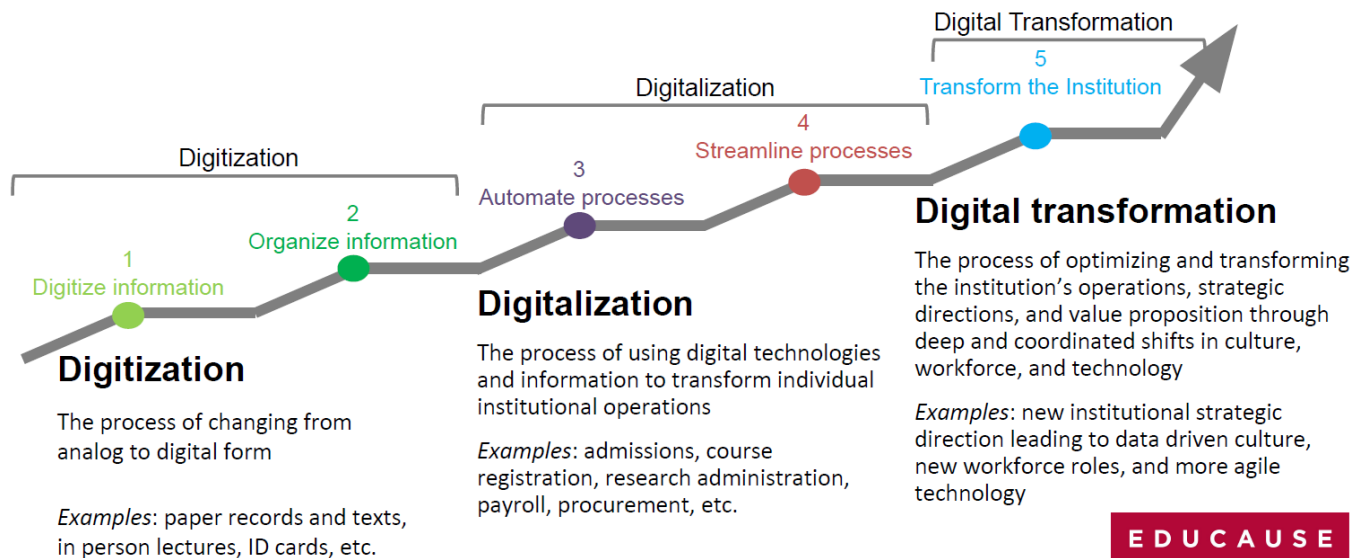 Digitization
1
Digitize information
2
Organize information
Digitalization
3
Automate processes
4
Streamline processes
Digital Transformation
5
Transform the Institution
Digitization
The process of changing from
analog to digital form
Examples: paper records and texts,
in person lectures, ID cards, etc.
Digitalization
The process of using digital technologies
and information to transform individual
institutional operations
Examples: admissions, course
registration, research administration,
payroll, procurement, etc.
Digital transformation
The process of optimizing and transforming
the institution’s operations, strategic
directions, and value proposition through
deep and coordinated shifts in culture,
workforce, and technology
Examples: new institutional strategic
direction leading to data driven culture,
new workforce roles, and more agile
technology
EDUCAUSE